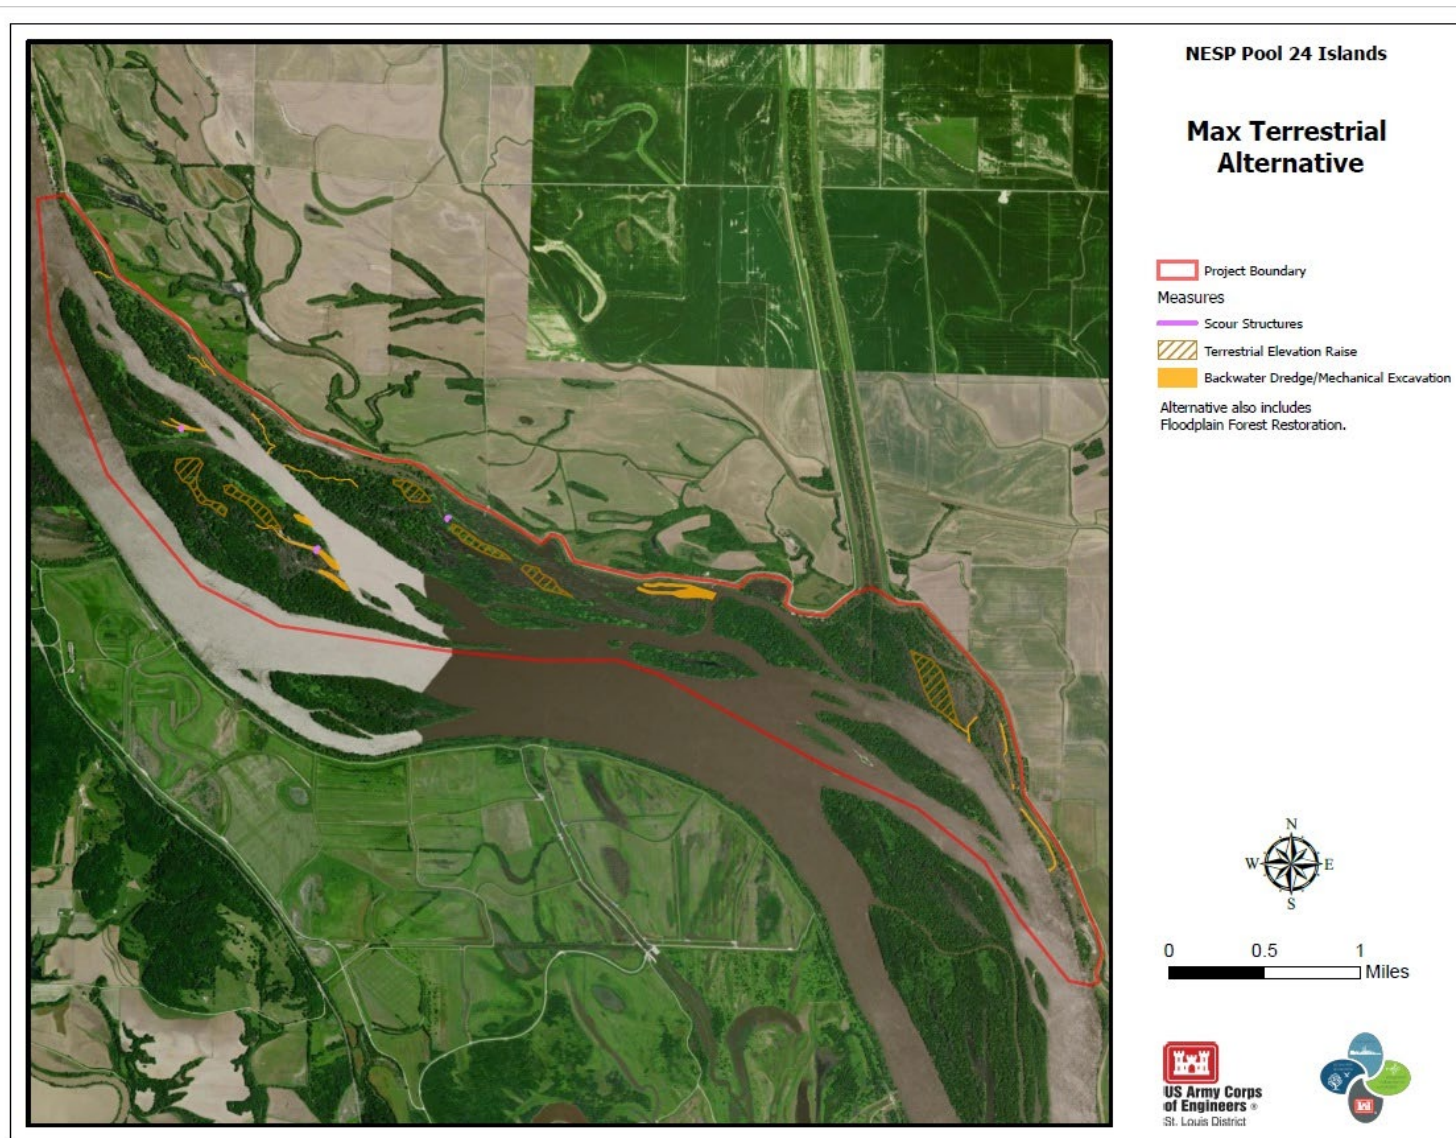 NESP Pool 24 Islands
Max Terrestrial
Alternative
Project Boundary
Measures
Scour Structures
Terrestrial Elevation Raise
Backwater Dredge/Mechanical Excavation
Alternative also includes
Floodplain Forest Restoration.
N
W E
S
0 0.5 1
Miles
US Army Corps
of Engineers ®
St. Louis District